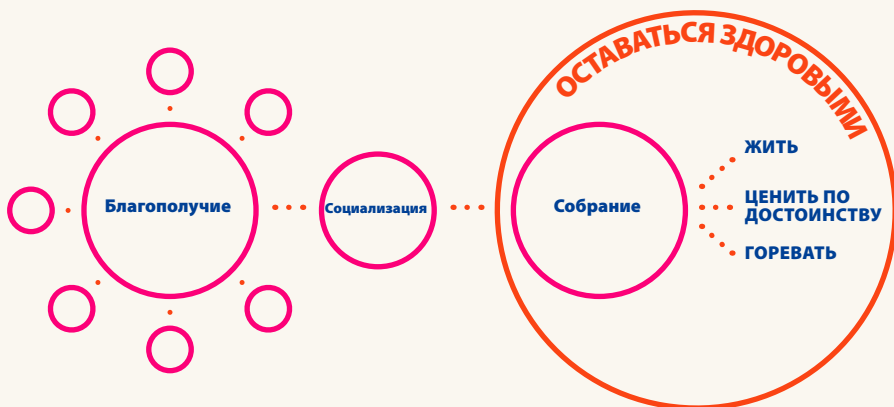 ОСТАВАТЬСЯ ЗДОРОВЫМИ
Благополучие
Социализация
Собрание
ЖИТЬ
ЦЕНИТЬ ПО
ДОСТОИНСТВУ
ГОРЕВАТЬ